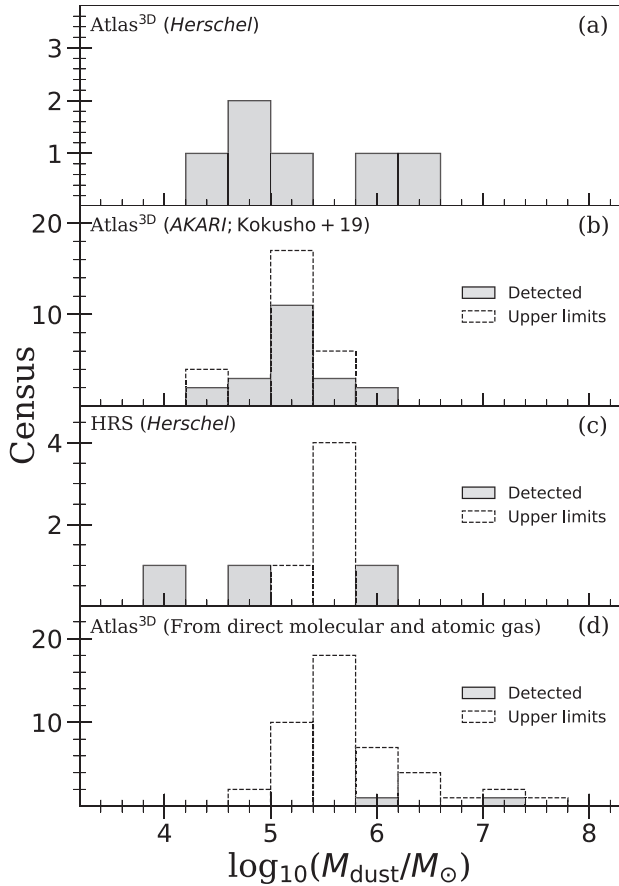 Atlas³ᴰ (Herschel) (a)
3
2
1
Atlas³ᴰ (AKARI; Kokusho + 19) (b)
20
10
Detected
Upper limits
Census
HRS (Herschel) (c)
4
2
Detected
Upper limits
Atlas³ᴰ (From direct molecular and atomic gas) (d)
20
10
Detected
Upper limits
4 5 6 7 8
log₁₀(M_dust/M_⊙)